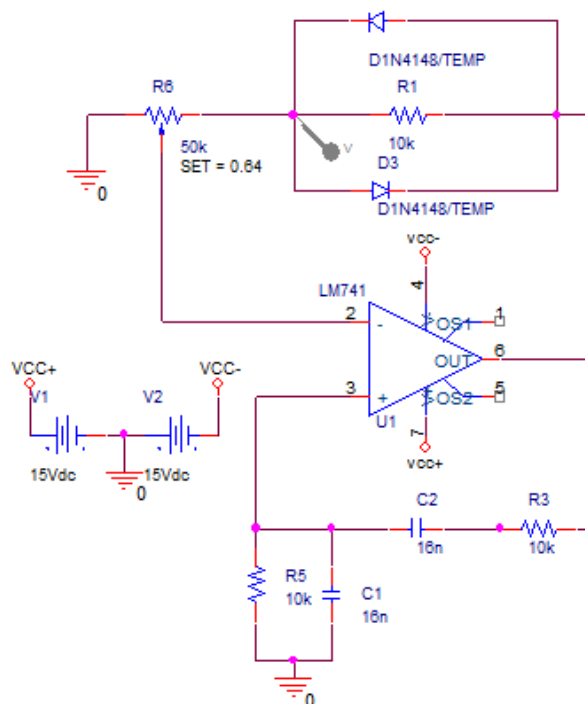 D1N4148/TEMP
R6
R1
50k
SET = 0.64
V
10k
D3
0
D1N4148/TEMP
VCC-
4
LM741
OS1
1
2
-
OUT
6
VCC+
VCC-
3
+
OS2
5
V1
V2
U1
7
VCC+
15Vdc
15Vdc
0
C2
R3
16n
10k
R5
10k
C1
16n
0